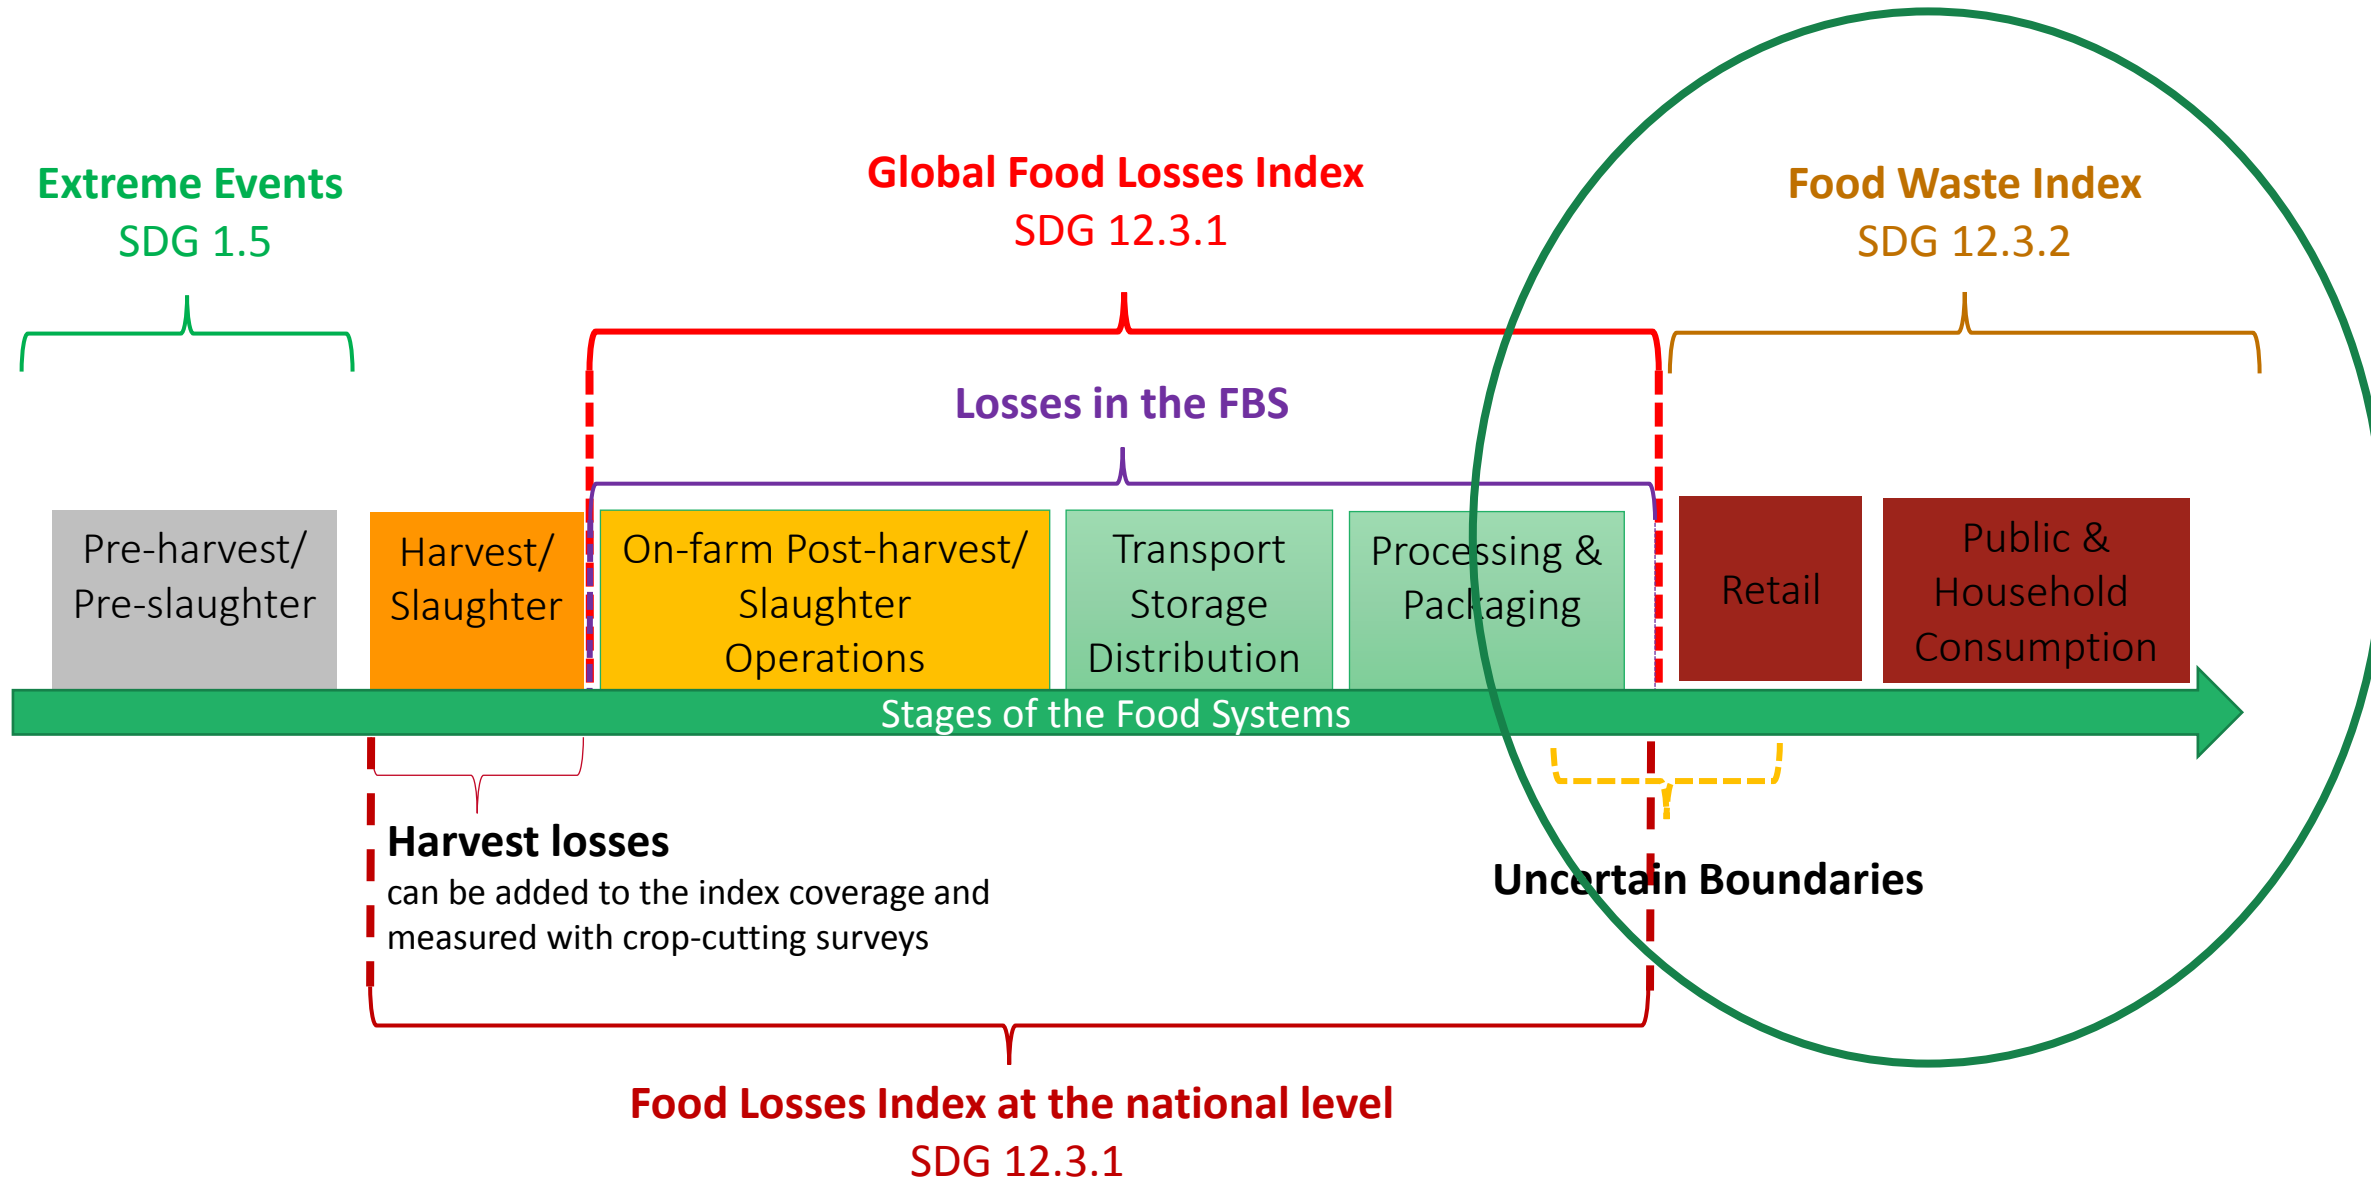 Extreme Events
SDG 1.5
Global Food Losses Index
SDG 12.3.1
Food Waste Index
SDG 12.3.2
Losses in the FBS
Pre-harvest/
Pre-slaughter
Harvest/
Slaughter
On-farm Post-harvest/
Slaughter
Operations
Transport
Storage
Distribution
Processing &
Packaging
Retail
Public &
Household
Consumption
Stages of the Food Systems
Harvest losses
can be added to the index coverage and
measured with crop-cutting surveys
Uncertain Boundaries
Food Losses Index at the national level
SDG 12.3.1